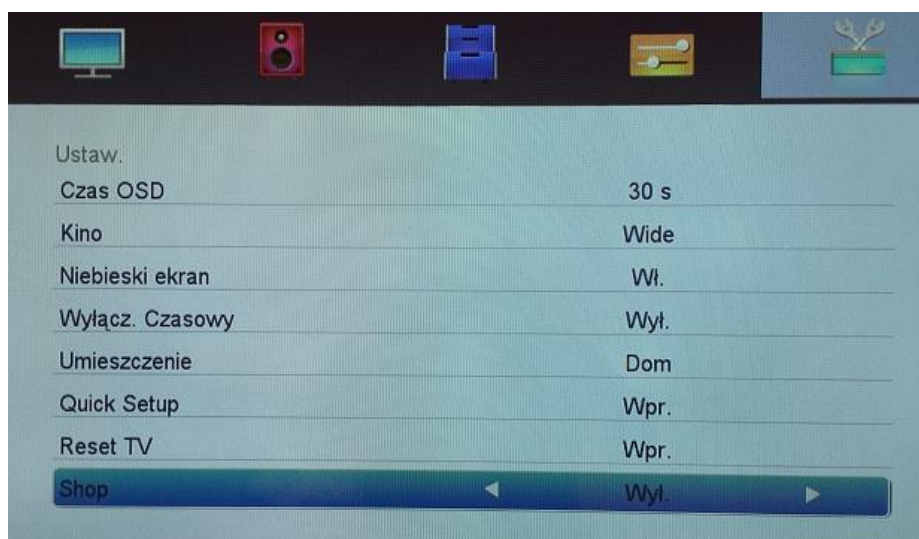 Ustaw.
Czas OSD 30 s
Kino Wide
Niebieski ekran Wł.
Wyłącz. Czasowy Wył.
Umieszczenie Dom
Quick Setup Wpr.
Reset TV Wpr.
Shop Wył.